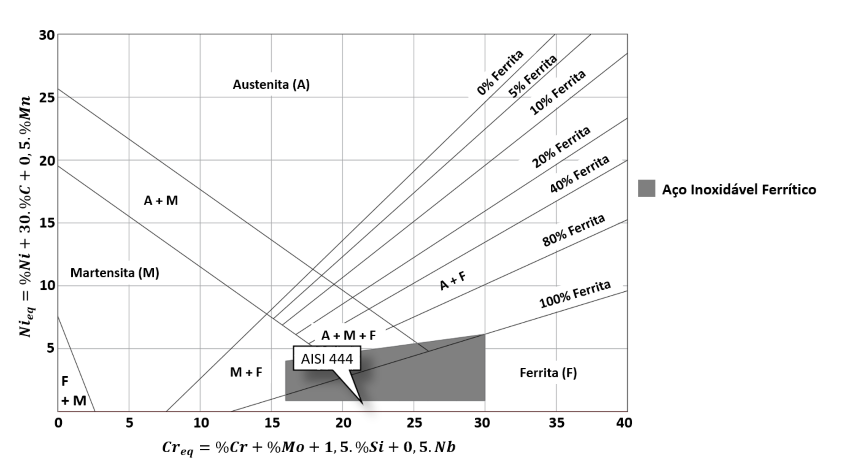 30
25
20
15
10
5
0
5
10
15
20
25
30
35
40
Ni_eq = %Ni + 30.%C + 0,5.%Mn
Cr_eq = %Cr + %Mo + 1,5.%Si + 0,5.Nb
Austenita (A)
A + M
Martensita (M)
F
+ M
M + F
A + M + F
A + F
Ferrita (F)
AISI 444
0% Ferrita
5% Ferrita
10% Ferrita
20% Ferrita
40% Ferrita
80% Ferrita
100% Ferrita
Aço Inoxidável Ferrítico